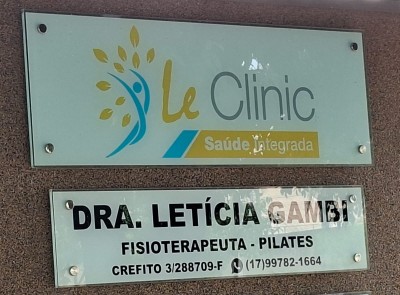 Le Clinic
Saúde Integrada
DRA. LETÍCIA GAMBI
FISIOTERAPEUTA - PILATES
CREFITO 3/288709-F (17)99782-1664